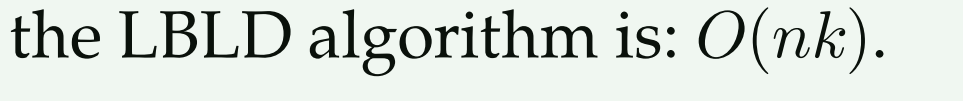 the LBLD algorithm is: O(nk).